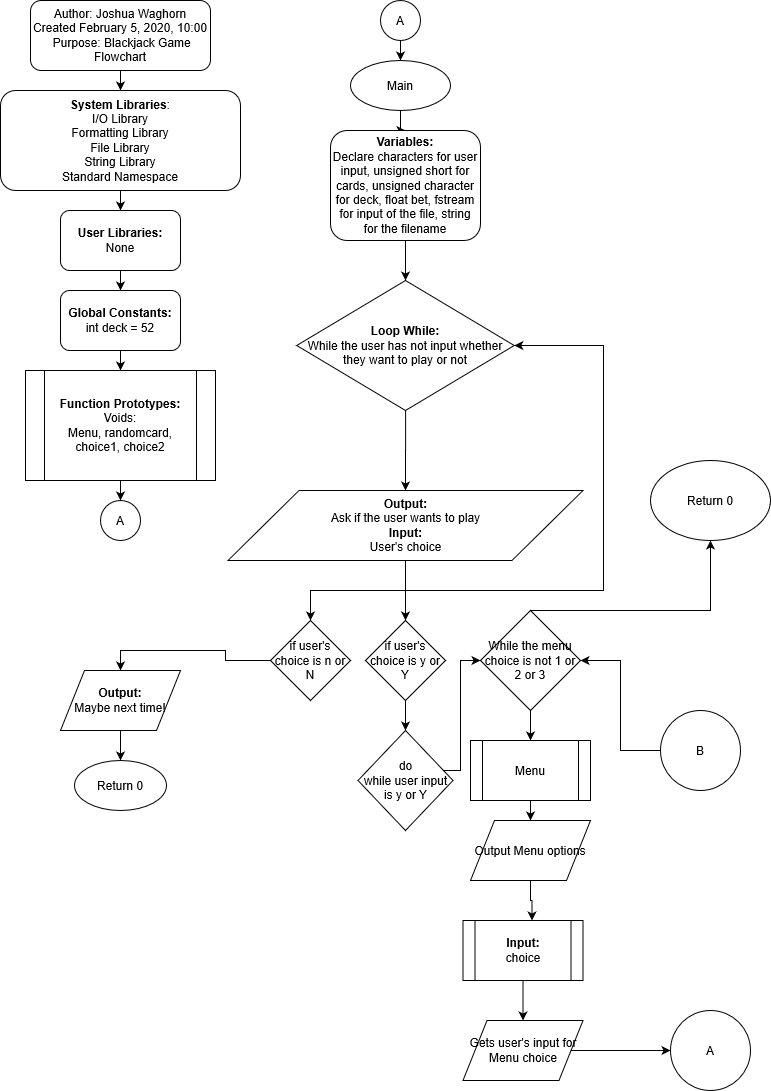 Author: Joshua Waghorn
Created February 5, 2020, 10:00
Purpose: Blackjack Game
Flowchart
System Libraries:
I/O Library
Formatting Library
File Library
String Library
Standard Namespace
User Libraries:
None
Global Constants:
int deck = 52
Function Prototypes:
Voids:
Menu, randomcard,
choice1, choice2
A
A
Main
Variables:
Declare characters for user
input, unsigned short for
cards, unsigned character
for deck, float bet, fstream
for input of the file, string
for the filename
Loop While:
While the user has not input whether
they want to play or not
Output:
Ask if the user wants to play
Input:
User's choice
if user's
choice is n or
N
Output:
Maybe next time!
Return 0
if user's
choice is y or
Y
do
while user input
is y or Y
While the menu
choice is not 1 or
2 or 3
Return 0
B
Menu
Output Menu options
Input:
choice
Gets user's input for
Menu choice
A